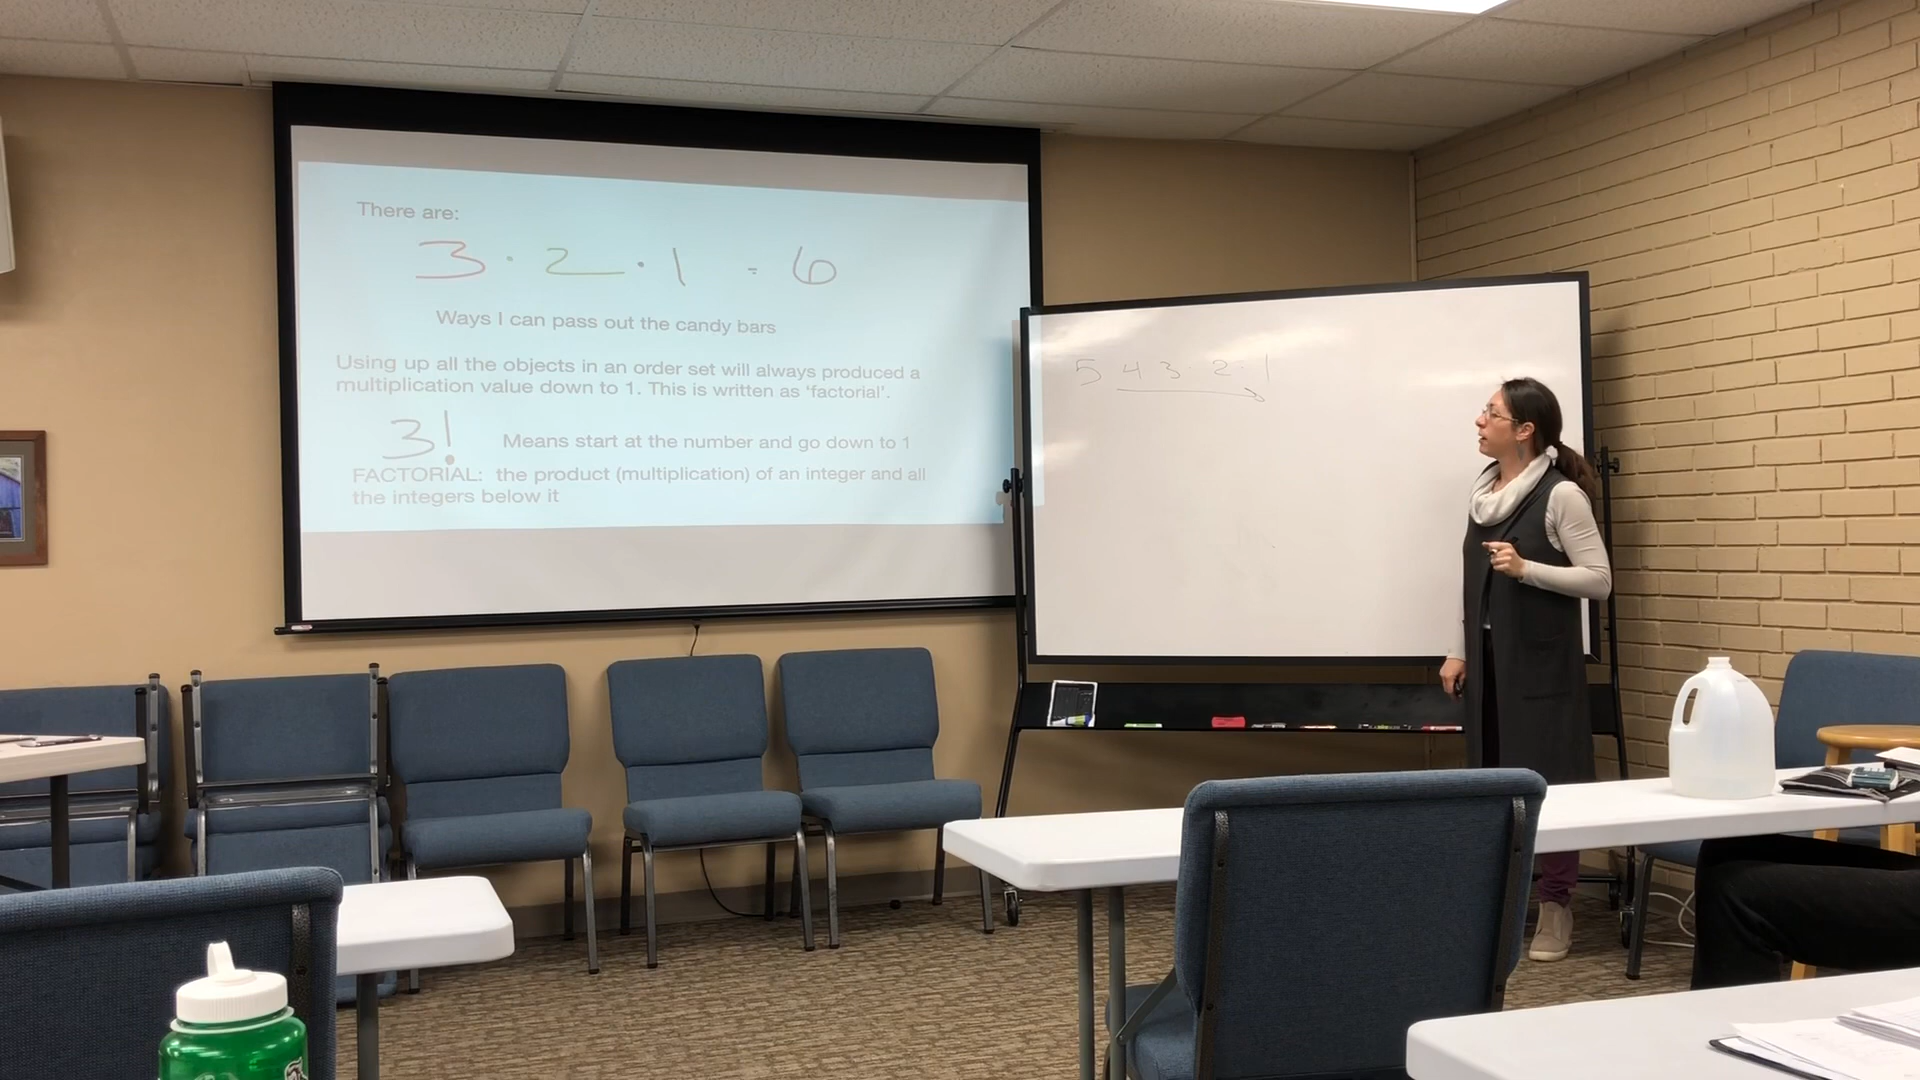 There are:
3 · 2 · 1 = 6
Ways I can pass out the candy bars
Using up all the objects in an order set will always produced a
multiplication value down to 1. This is written as 'factorial'.
3! Means start at the number and go down to 1
FACTORIAL: the product (multiplication) of an integer and all
the integers below it
5 4 3 · 2 · 1